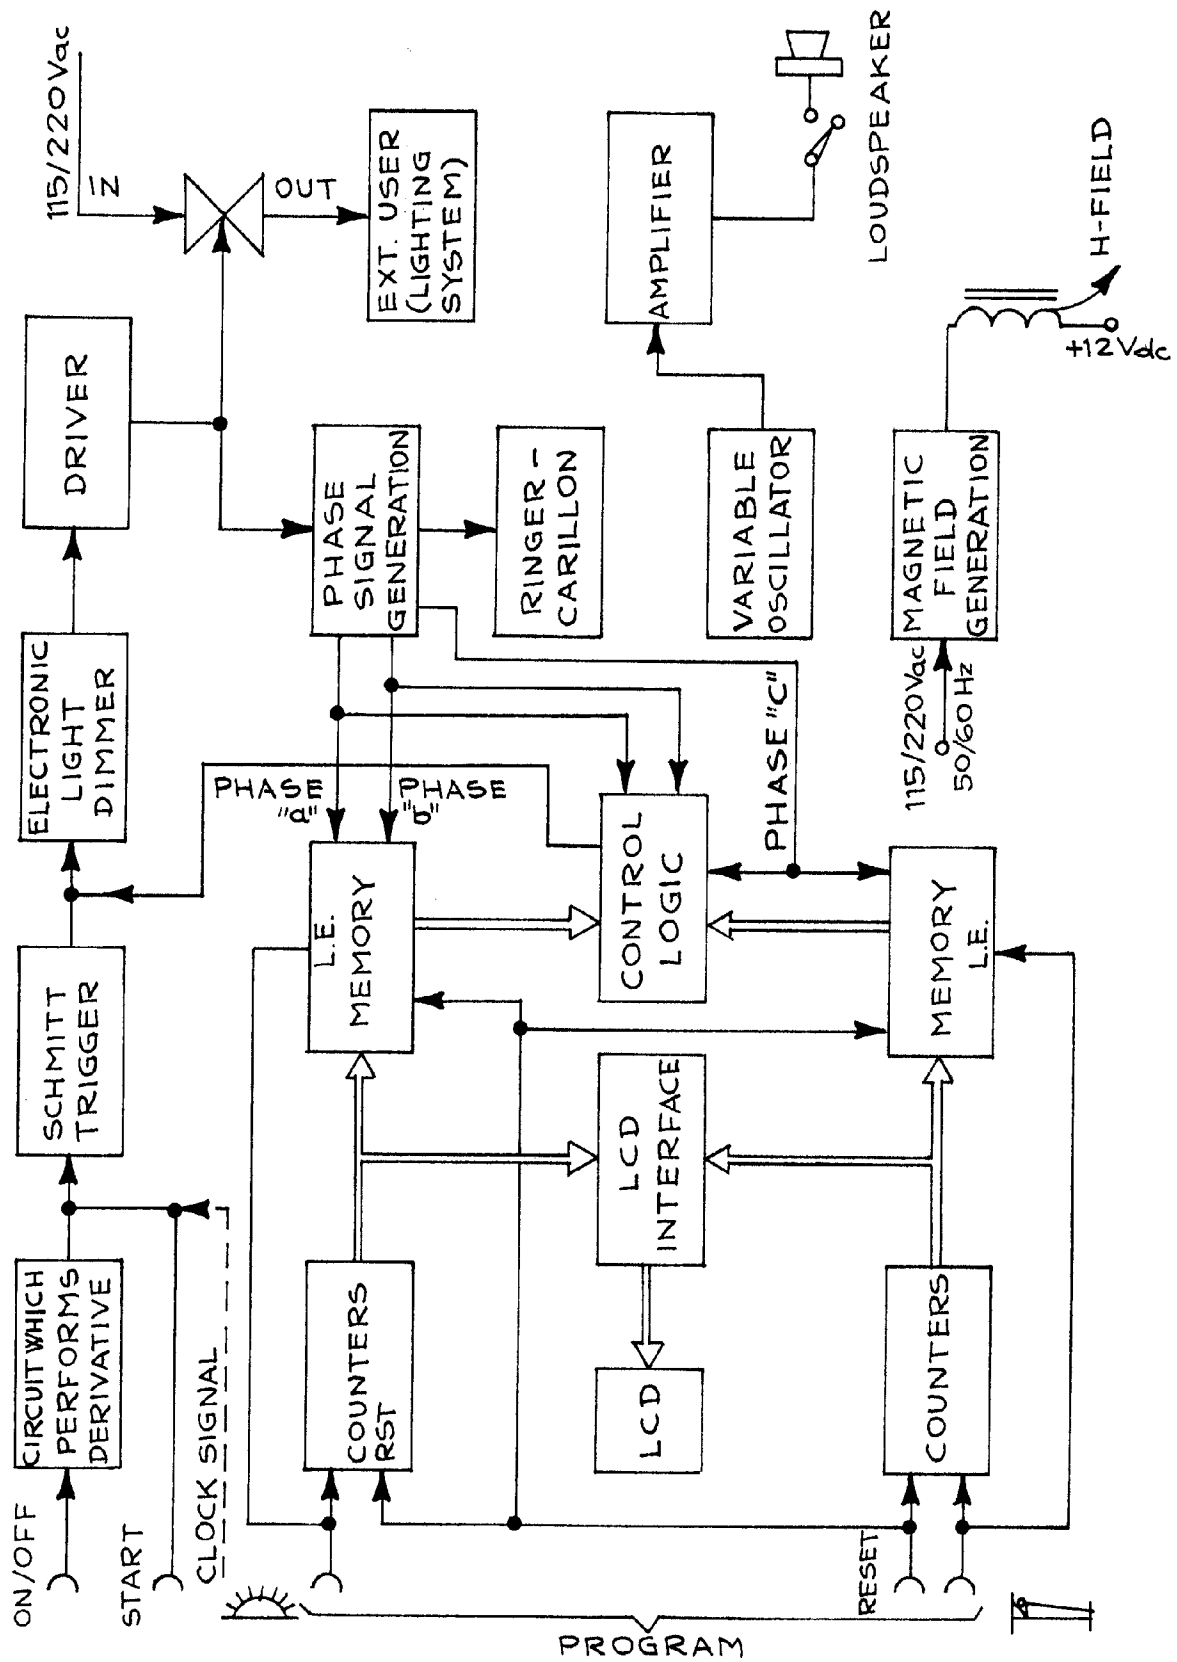 ON/OFF
CIRCUIT WHICH
PERFORMS
DERIVATIVE
SCHMITT
TRIGGER
ELECTRONIC
LIGHT
DIMMER
DRIVER
115/220Vac
IN
OUT
START
CLOCK SIGNAL
EXT. USER
(LIGHTING
SYSTEM)
COUNTERS
RST
L.E.
MEMORY
PHASE
"a"
PHASE
"b"
PHASE
SIGNAL
GENERATION
RINGER-
CARILLON
LCD
LCD
INTERFACE
CONTROL
LOGIC
PHASE "C"
VARIABLE
OSCILLATOR
AMPLIFIER
LOUDSPEAKER
PROGRAM
RESET
COUNTERS
MEMORY
L.E.
115/220Vac
50/60 Hz
MAGNETIC
FIELD
GENERATION
+12Vdc
H-FIELD